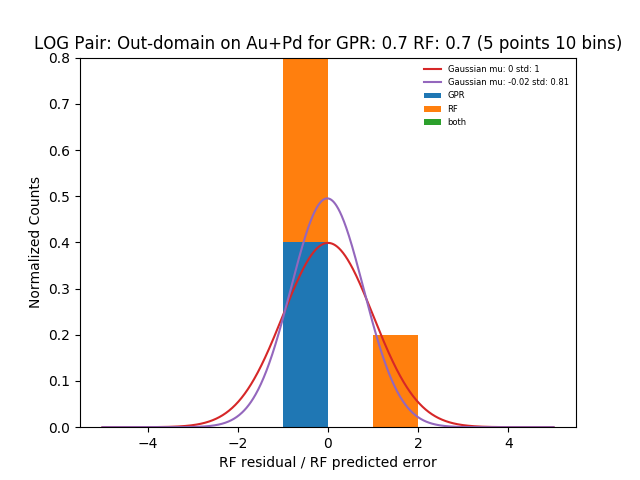 LOG Pair: Out-domain on Au+Pd for GPR: 0.7 RF: 0.7 (5 points 10 bins)
Gaussian mu: 0 std: 1
Gaussian mu: -0.02 std: 0.81
GPR
RF
both
Normalized Counts
0.8
0.7
0.6
0.5
0.4
0.3
0.2
0.1
0.0
−4 −2 0 2 4
RF residual / RF predicted error